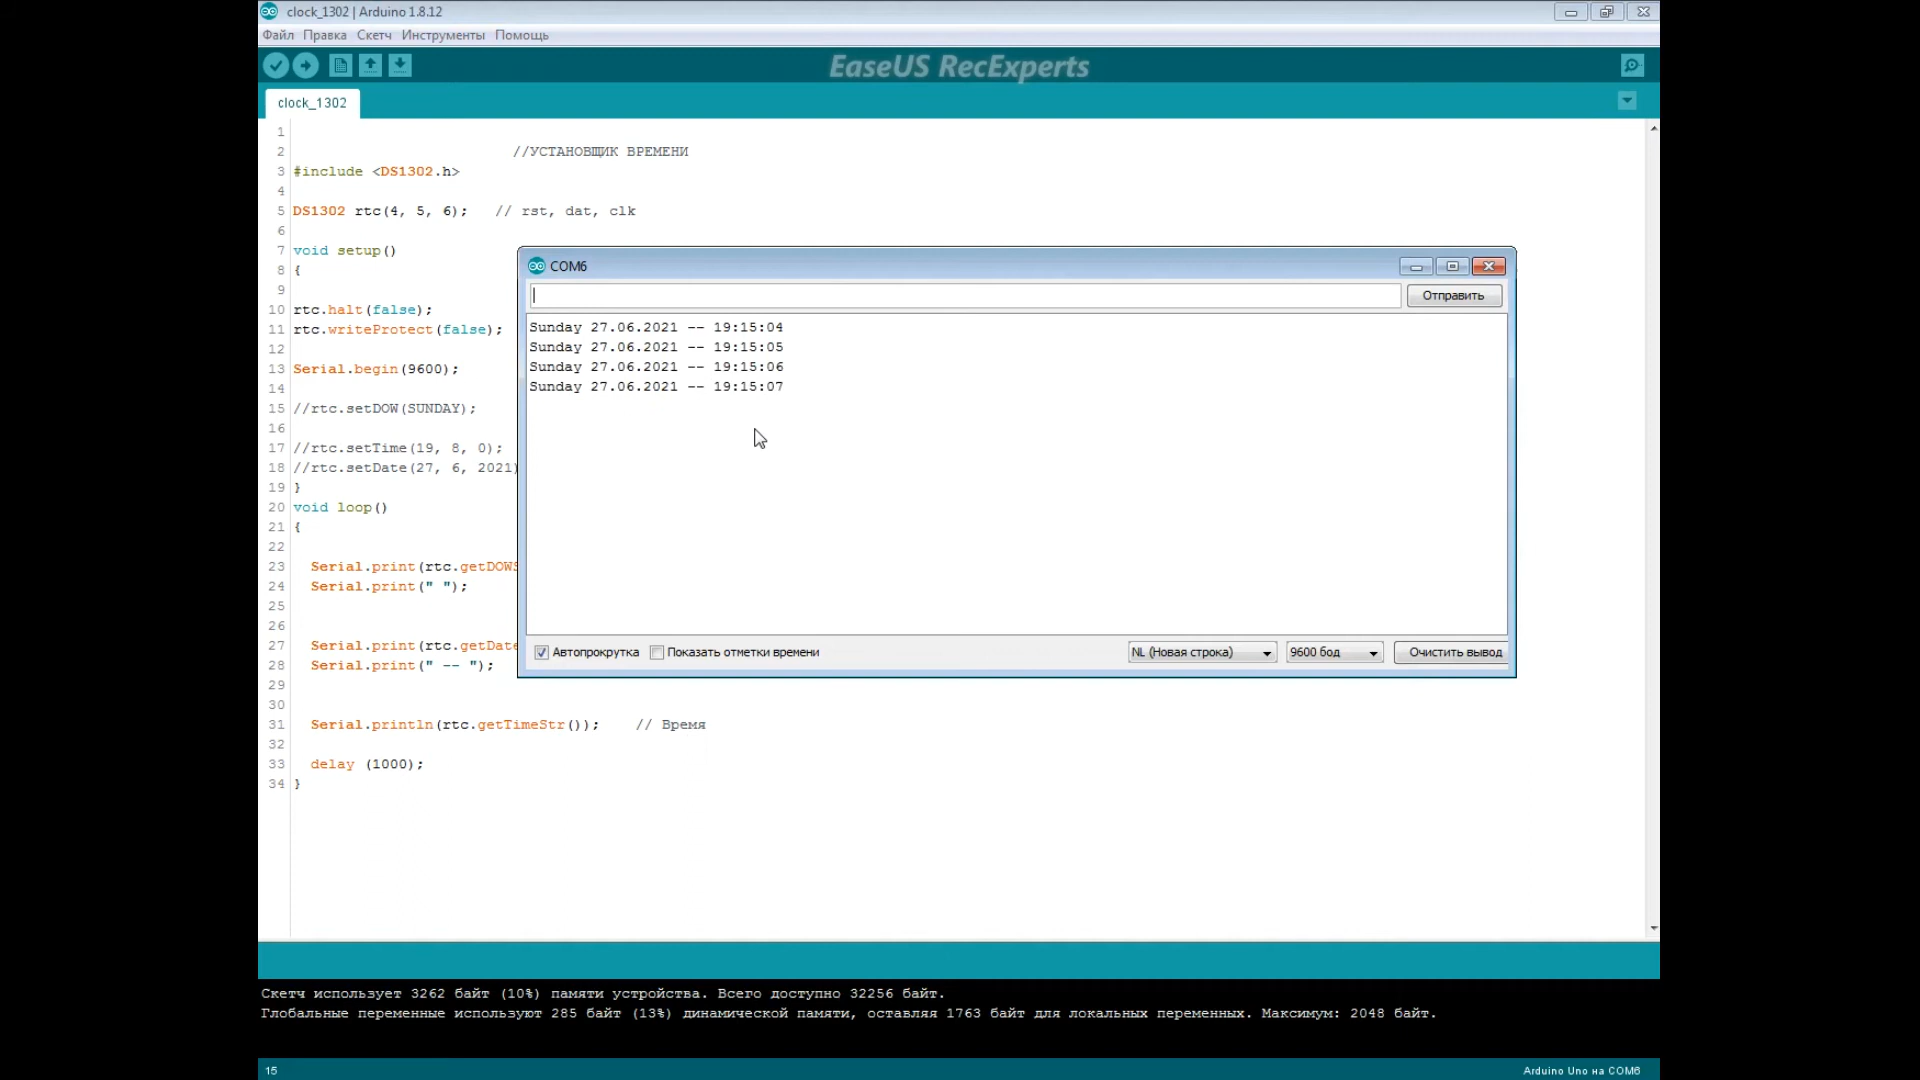 clock_1302 | Arduino 1.8.12
Файл Правка Скетч Инструменты Помощь
EaseUS RecExperts
clock_1302
1
2 //УСТАНОВЩИК ВРЕМЕНИ
3 #include <DS1302.h>
4
5 DS1302 rtc(4, 5, 6); // rst, dat, clk
6
7 void setup()
8 {
9
10 rtc.halt(false);
11 rtc.writeProtect(false);
12
13 Serial.begin(9600);
14
15 //rtc.setDOW(SUNDAY);
16
17 //rtc.setTime(19, 8, 0);
18 //rtc.setDate(27, 6, 2021)
19 }
20 void loop()
21 {
22
23 Serial.print(rtc.getDOWS
24 Serial.print(" ");
25
26
27 Serial.print(rtc.getDate
28 Serial.print(" -- ");
29
30
31 Serial.println(rtc.getTimeStr()); // Время
32
33 delay (1000);
34 }
COM6
Отправить
Sunday 27.06.2021 -- 19:15:04
Sunday 27.06.2021 -- 19:15:05
Sunday 27.06.2021 -- 19:15:06
Sunday 27.06.2021 -- 19:15:07
Автопрокрутка Показать отметки времени NL (Новая строка) 9600 бод Очистить вывод
Скетч использует 3262 байт (10%) памяти устройства. Всего доступно 32256 байт.
Глобальные переменные используют 285 байт (13%) динамической памяти, оставляя 1763 байт для локальных переменных. Максимум: 2048 байт.
15 Arduino Uno на COM6